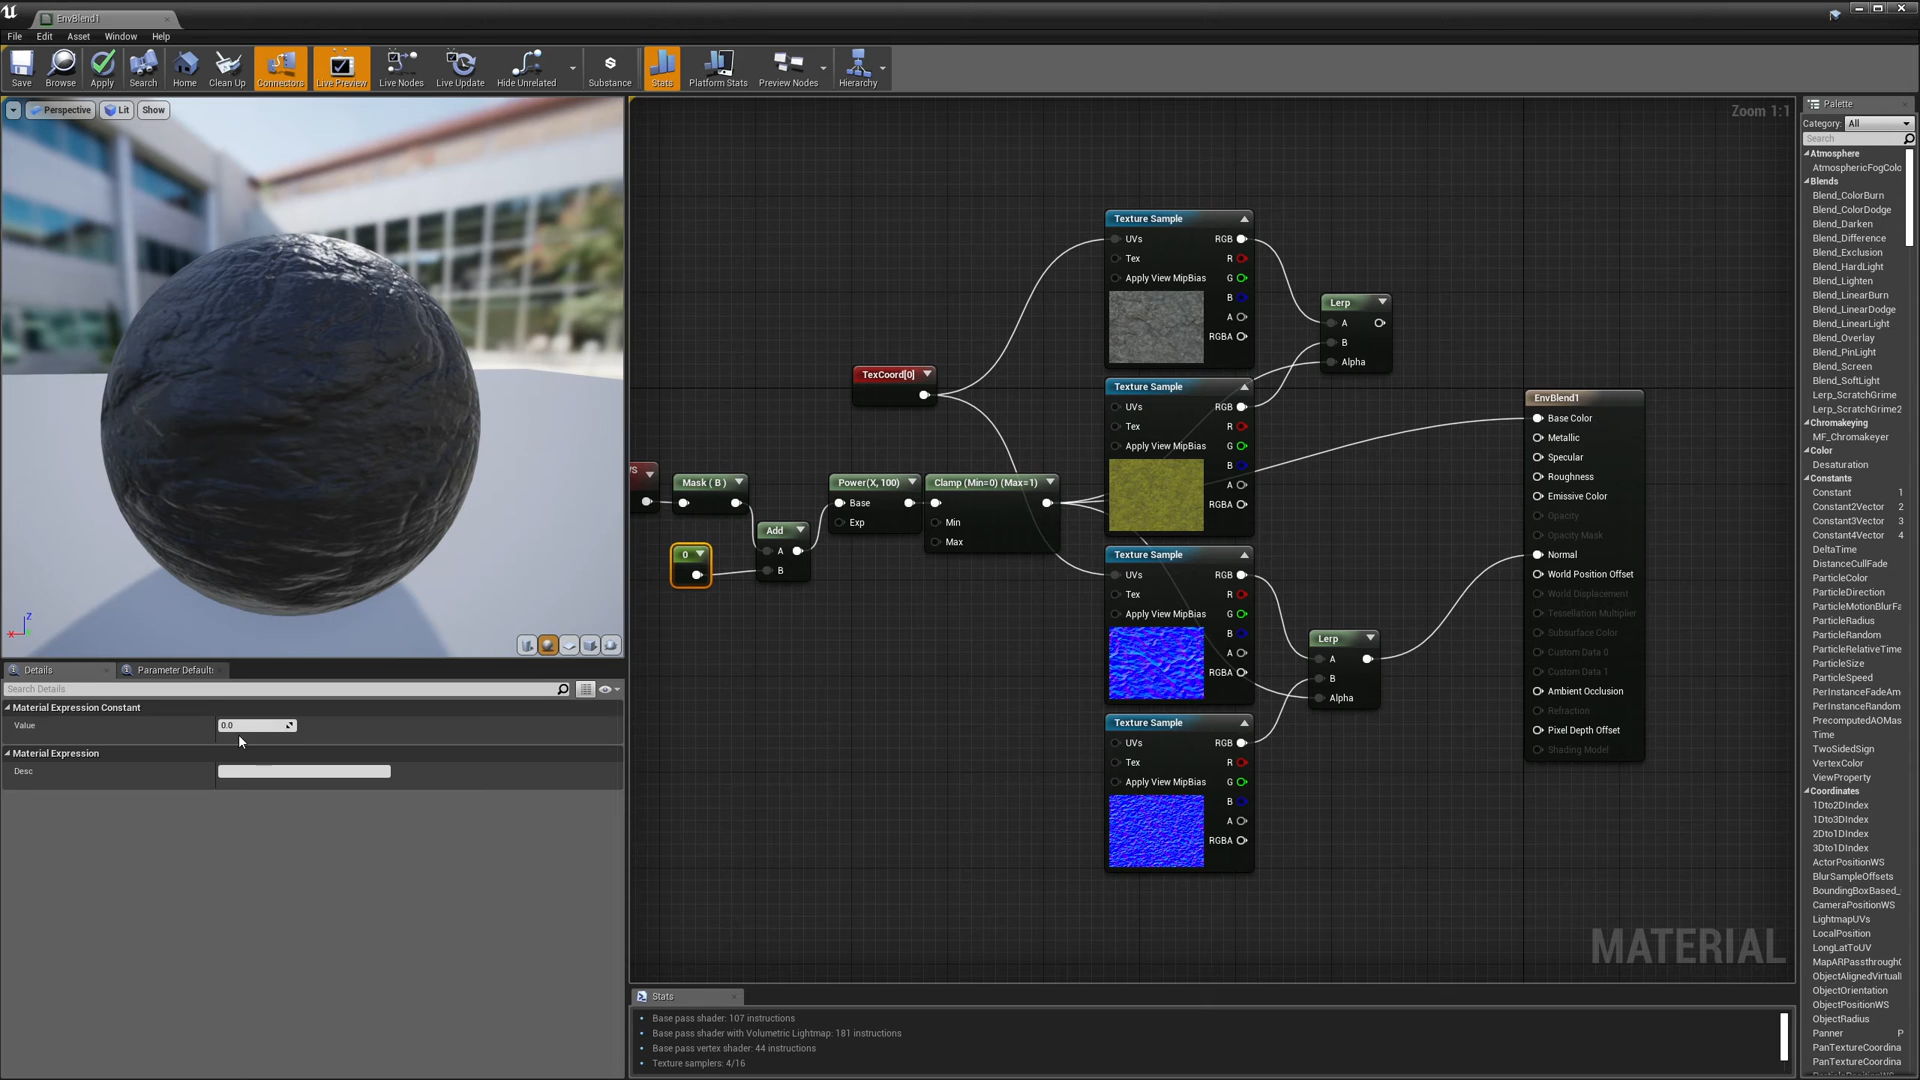 EnvBlend1
File Edit Asset Window Help
Save Browse Apply Search Home Clean Up Connectors Live Preview Live Nodes Live Update Hide Unrelated Substance Stats Platform Stats Preview Nodes Hierarchy
Perspective Lit Show
Z
X
Details
Parameter Default
Search Details
Material Expression Constant
Value 0.0
Material Expression
Desc
Zoom 1:1
Texture Sample
UVs RGB
Tex R
Apply View MipBias G
B
A
RGBA
Lerp
A
B
Alpha
TexCoord[0]
Texture Sample
UVs RGB
Tex R
Apply View MipBias G
B
A
RGBA
Mask ( B )
0
Add
A
B
Power(X, 100)
Base
Exp
Clamp (Min=0) (Max=1)
Min
Max
Texture Sample
UVs RGB
Tex R
Apply View MipBias G
B
A
RGBA
Lerp
A
B
Alpha
Texture Sample
UVs RGB
Tex R
Apply View MipBias G
B
A
RGBA
EnvBlend1
Base Color
Metallic
Specular
Roughness
Emissive Color
Opacity
Opacity Mask
Normal
World Position Offset
World Displacement
Tessellation Multiplier
Subsurface Color
Custom Data 0
Custom Data 1
Ambient Occlusion
Refraction
Pixel Depth Offset
Shading Model
MATERIAL
Stats
Base pass shader: 107 instructions
Base pass shader with Volumetric Lightmap: 181 instructions
Base pass vertex shader: 44 instructions
Texture samplers: 4/16
Palette
Category: All
Search
Atmosphere
AtmosphericFogColo
Blends
Blend_ColorBurn
Blend_ColorDodge
Blend_Darken
Blend_Difference
Blend_Exclusion
Blend_HardLight
Blend_Lighten
Blend_LinearBurn
Blend_LinearDodge
Blend_LinearLight
Blend_Overlay
Blend_PinLight
Blend_Screen
Blend_SoftLight
Lerp_ScratchGrime
Lerp_ScratchGrime2
Chromakeying
MF_Chromakeyer
Color
Desaturation
Constants
Constant 1
Constant2Vector 2
Constant3Vector 3
Constant4Vector 4
DeltaTime
DistanceCullFade
ParticleColor
ParticleDirection
ParticleMotionBlurFa
ParticleRadius
ParticleRandom
ParticleRelativeTime
ParticleSize
ParticleSpeed
PerInstanceFadeAm
PerInstanceRandom
PrecomputedAOMas
Time
TwoSidedSign
VertexColor
ViewProperty
Coordinates
1Dto2DIndex
1Dto3DIndex
2Dto1DIndex
3Dto1DIndex
ActorPositionWS
BlurSampleOffsets
BoundingBoxBased_
CameraPositionWS
LightmapUVs
LocalPosition
LongLatToUV
MapARPassthrough
ObjectAlignedVirtual
ObjectOrientation
ObjectPositionWS
ObjectRadius
Panner P
PanTextureCoordina
PanTextureCoordina